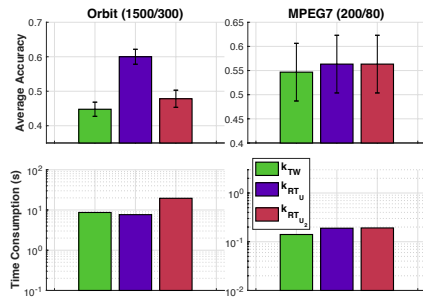 Orbit (1500/300)
MPEG7 (200/80)
Average Accuracy
0.7
0.6
0.5
0.4
0.65
0.6
0.55
0.5
0.45
0.4
Time Consumption (s)
10^2
10^1
10^0
10^-1
k_TW
k_RT_U
k_RT_U_2
10^0
10^-1
10^-2